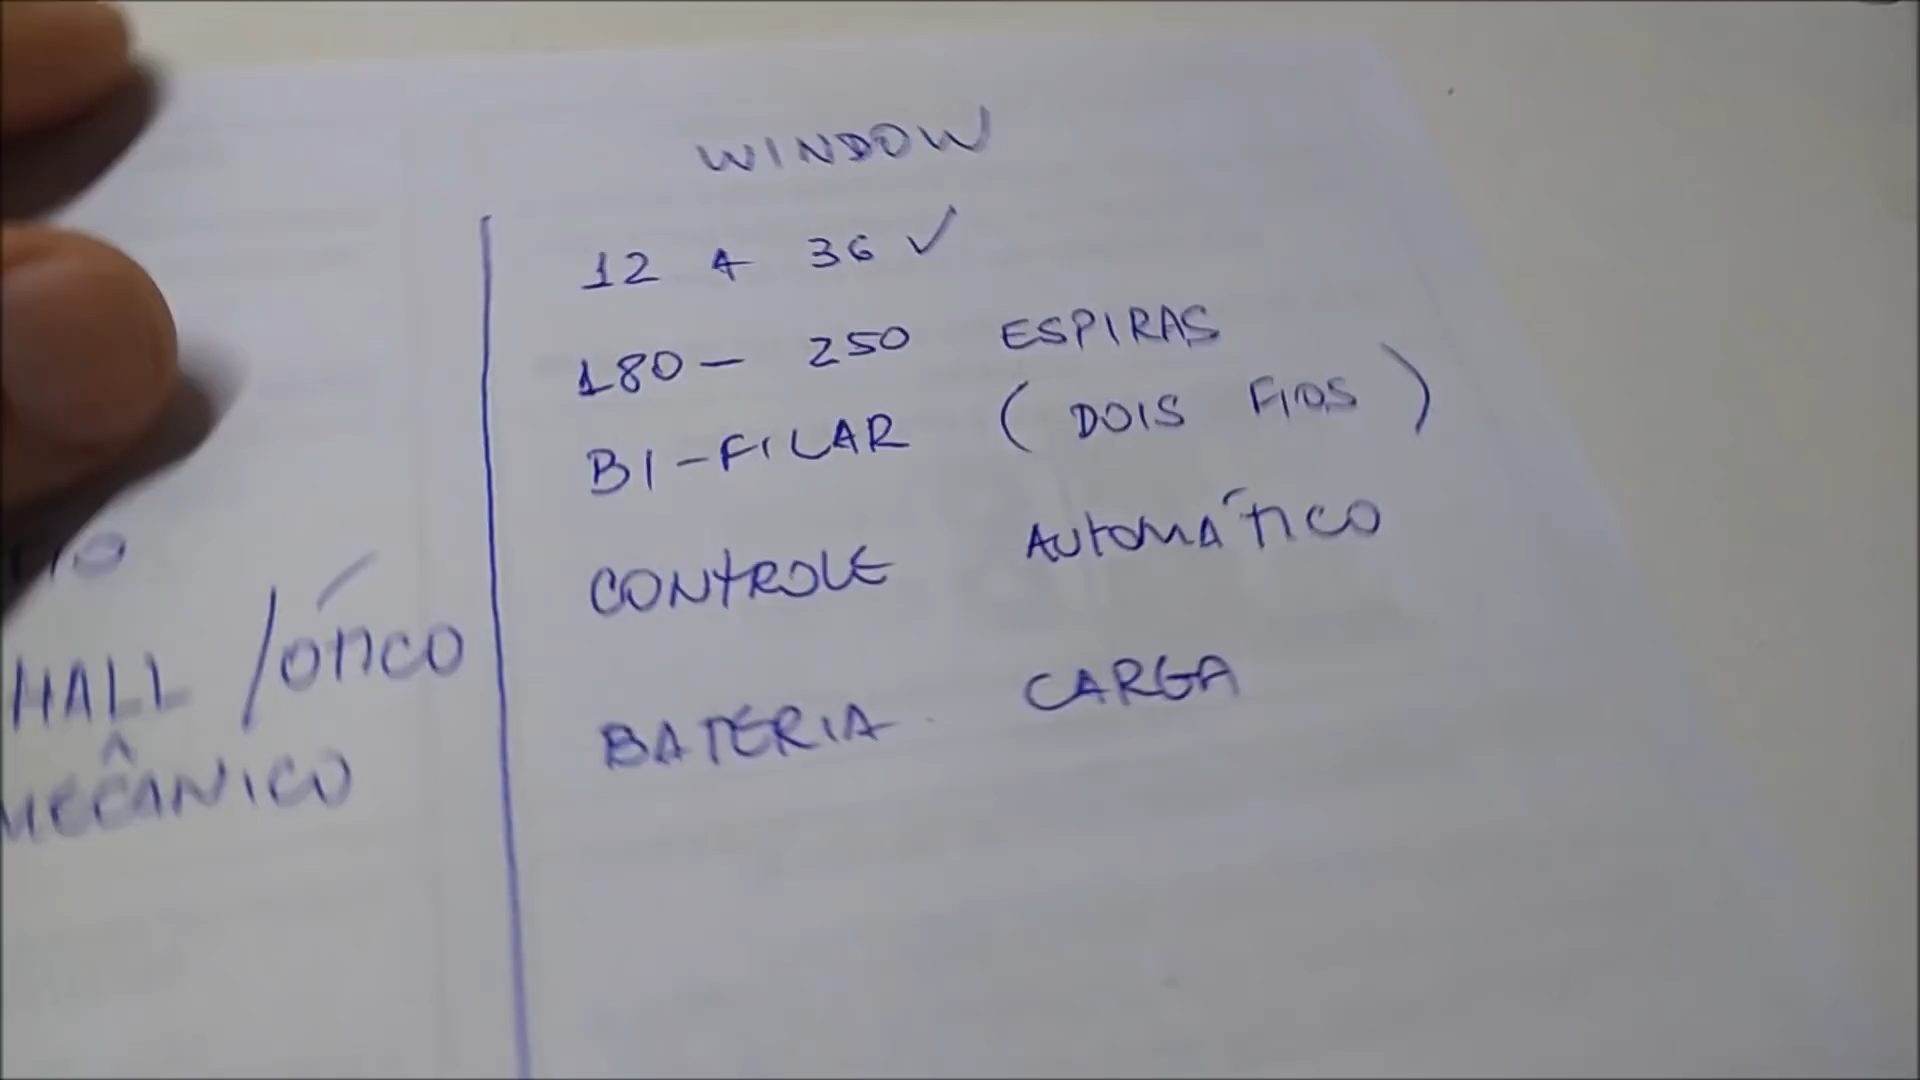 WINDOW
12 A 36 V
180 - 250 ESPIRAS
BI-FILAR (DOIS FIOS)
CONTROLE AUTOMÁTICO
BATERIA CARGA
HALL /ÓTICO
MECÂNICO